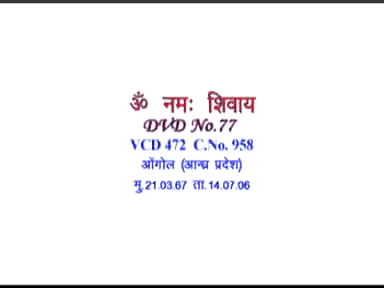 ॐ नमः शिवाय
DVD No.77
VCD 472 C.No. 958
ओंगोल (आन्ध्र प्रदेश)
मु.21.03.67 ता.14.07.06